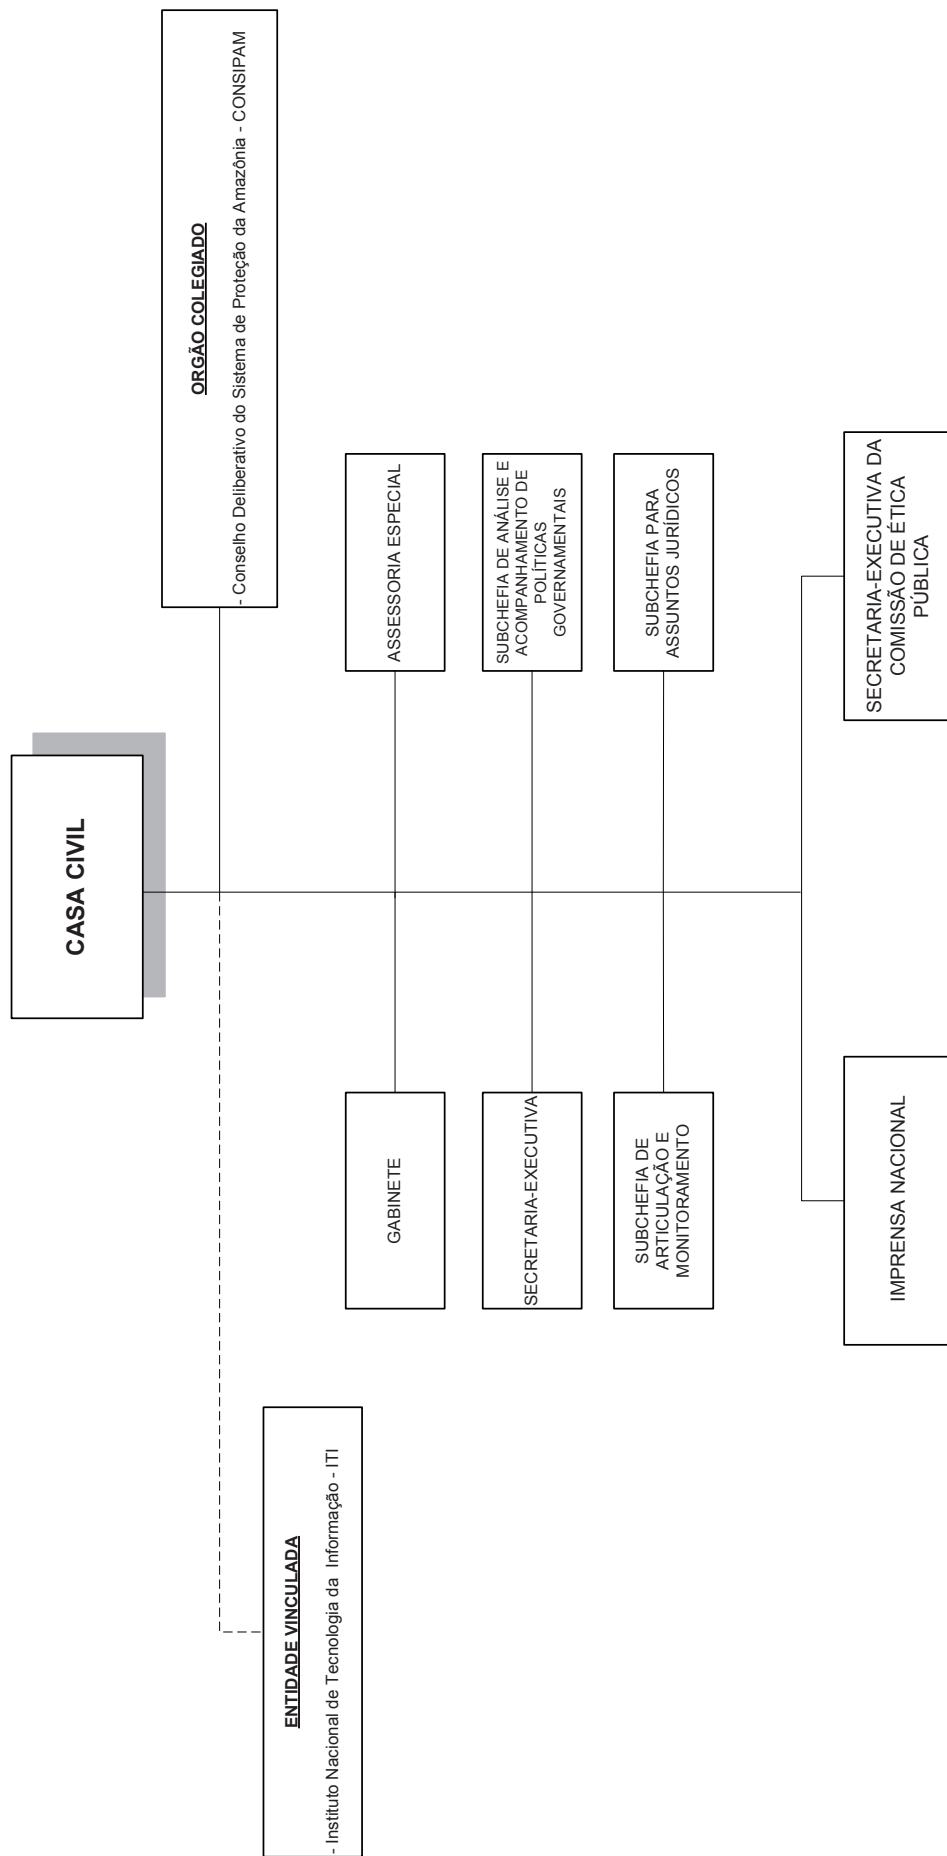 CASA CIVIL
ORGÃO COLEGIADO
- Conselho Deliberativo do Sistema de Proteção da Amazônia - CONSIPAM
ENTIDADE VINCULADA
- Instituto Nacional de Tecnologia da Informação - ITI
GABINETE
ASSESSORIA ESPECIAL
SECRETARIA-EXECUTIVA
SUBCHEFIA DE ANÁLISE E
ACOMPANHAMENTO DE
POLÍTICAS
GOVERNAMENTAIS
SUBCHEFIA DE
ARTICULAÇÃO E
MONITORAMENTO
SUBCHEFIA PARA
ASSUNTOS JURÍDICOS
IMPRENSA NACIONAL
SECRETARIA-EXECUTIVA DA
COMISSÃO DE ÉTICA
PÚBLICA